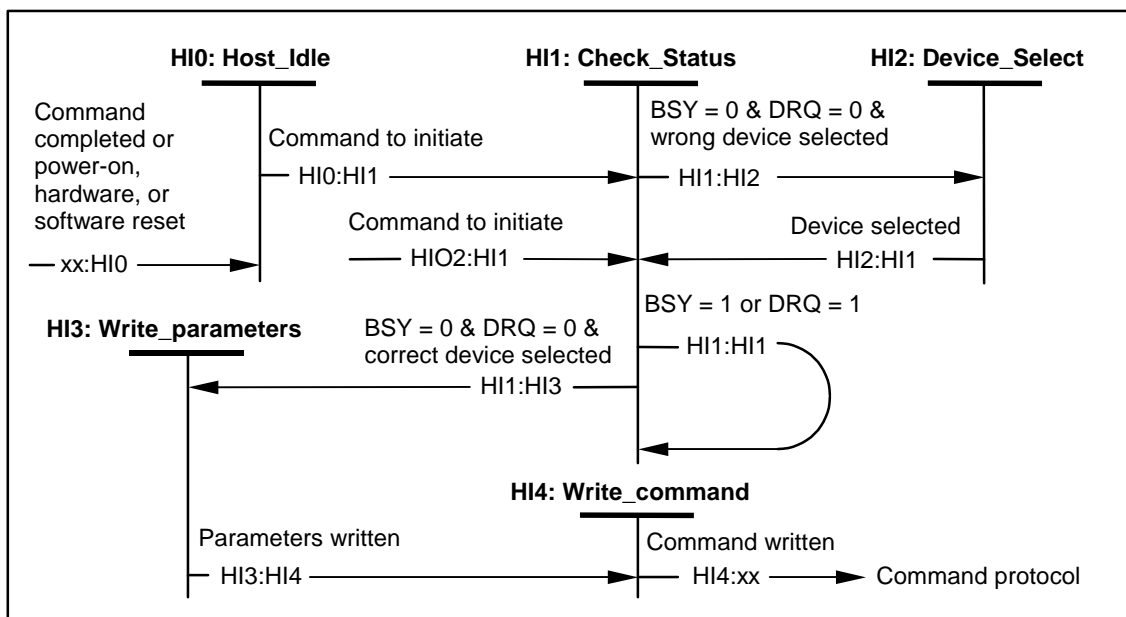 HI0: Host_Idle
HI1: Check_Status
HI2: Device_Select
Command
completed or
power-on,
hardware, or
software reset
xx:HI0
Command to initiate
HI0:HI1
BSY = 0 & DRQ = 0 &
wrong device selected
HI1:HI2
Command to initiate
HIO2:HI1
Device selected
HI2:HI1
HI3: Write_parameters
BSY = 0 & DRQ = 0 &
correct device selected
HI1:HI3
BSY = 1 or DRQ = 1
HI1:HI1
HI4: Write_command
Parameters written
HI3:HI4
Command written
HI4:xx
Command protocol